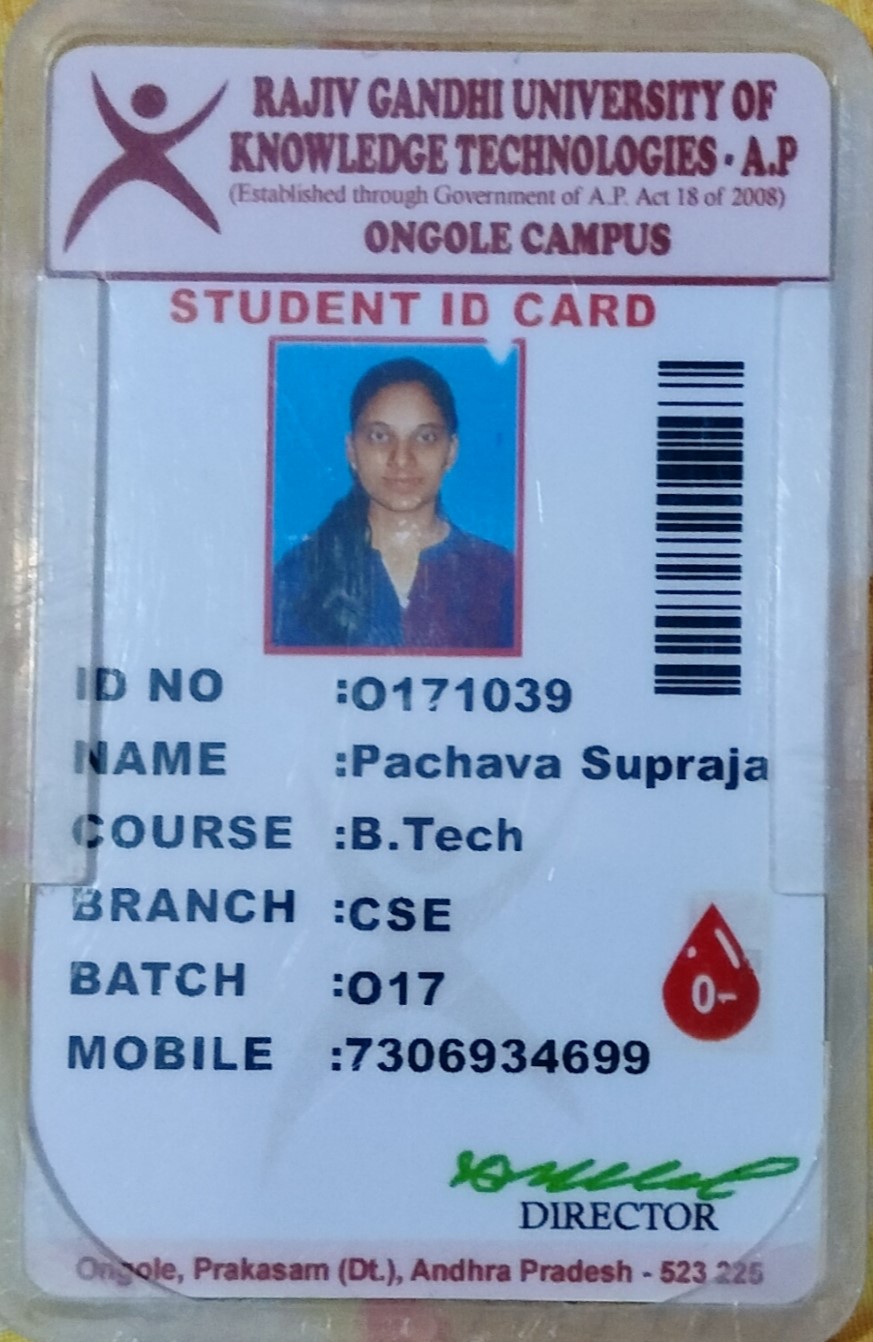 RAJIV GANDHI UNIVERSITY OF
KNOWLEDGE TECHNOLOGIES - A.P
(Established through Government of A.P. Act 18 of 2008)
ONGOLE CAMPUS
STUDENT ID CARD
ID NO :O171039
NAME :Pachava Supraja
COURSE :B.Tech
BRANCH :CSE
BATCH :O17
MOBILE :7306934699
0-
DIRECTOR
Ongole, Prakasam (Dt.), Andhra Pradesh - 523 225